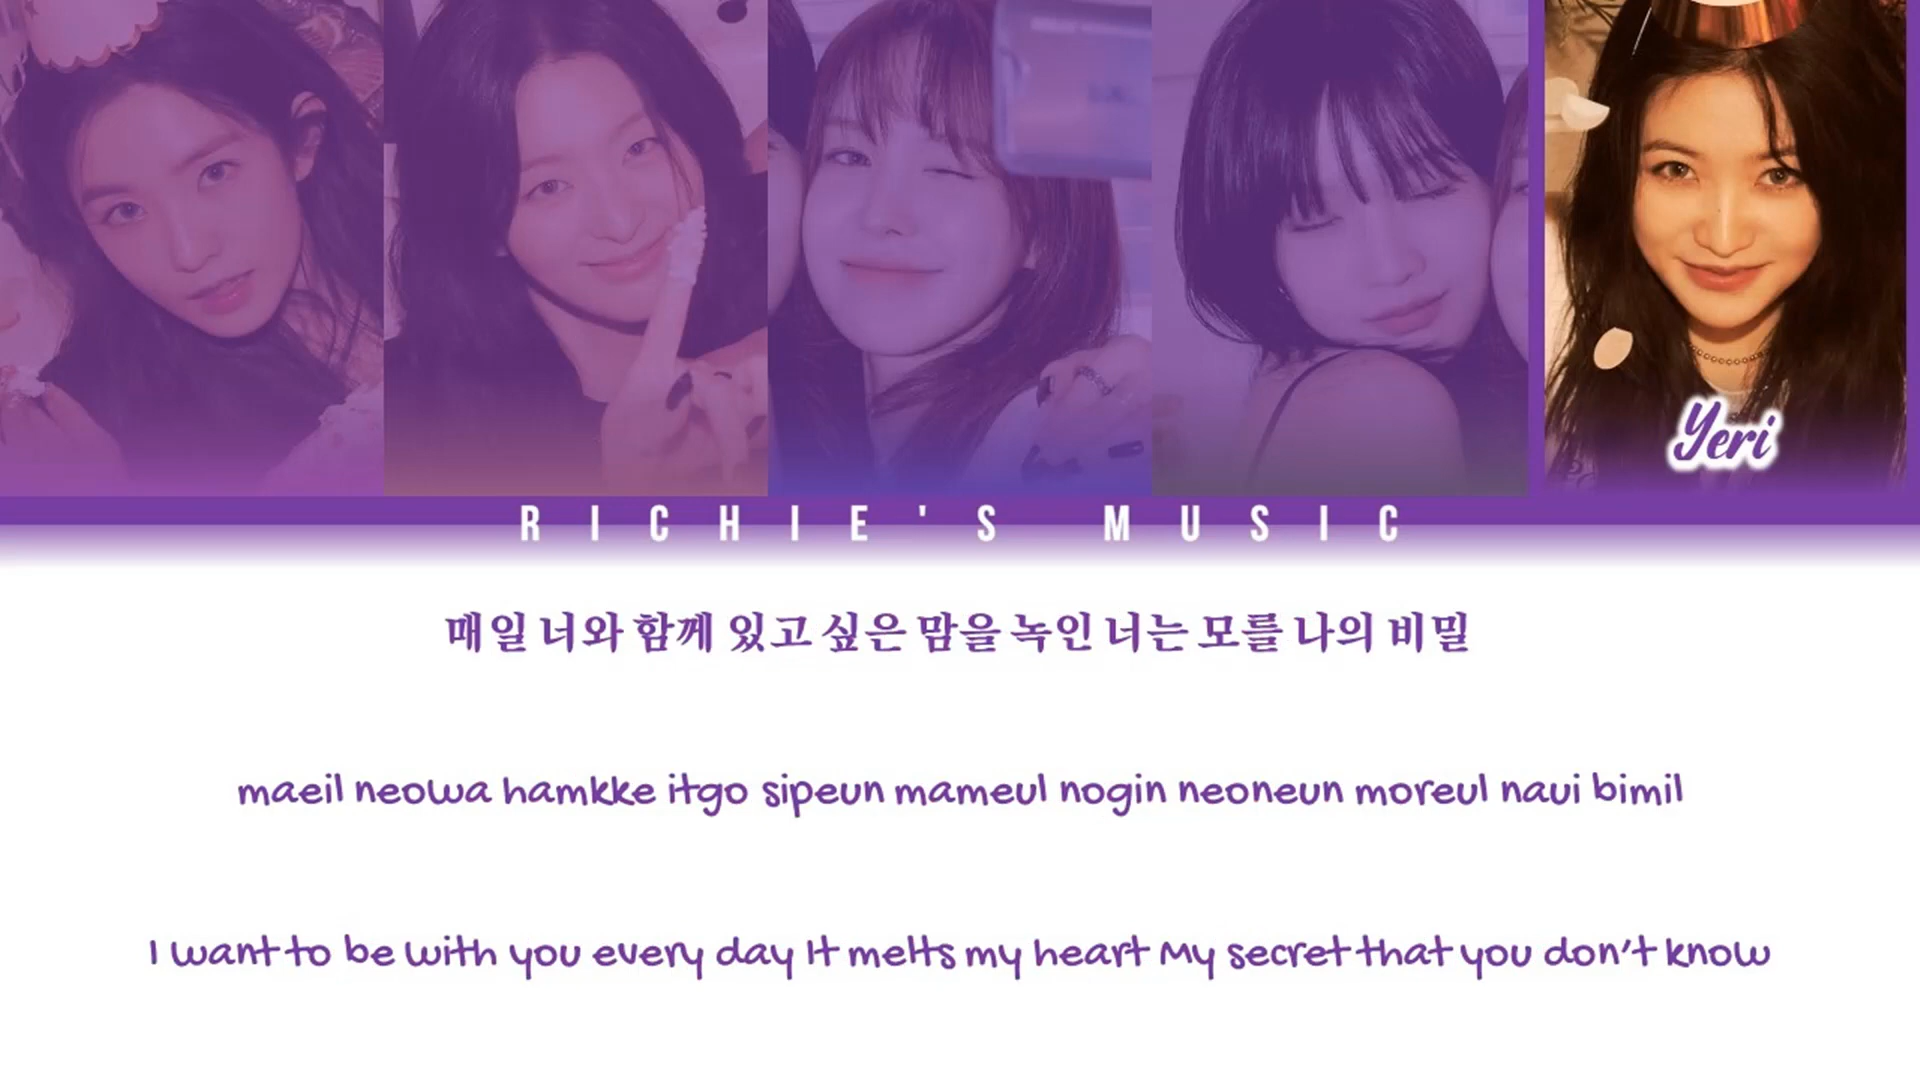 Yeri
RICHIE'S MUSIC
매일 너와 함께 있고 싶은 맘을 녹인 너는 모를 나의 비밀
maeil neowa hamkke itgo sipeun mameul nogin neoneun moreul naui bimil
I want to be with you every day It melts my heart My secret that you don't know